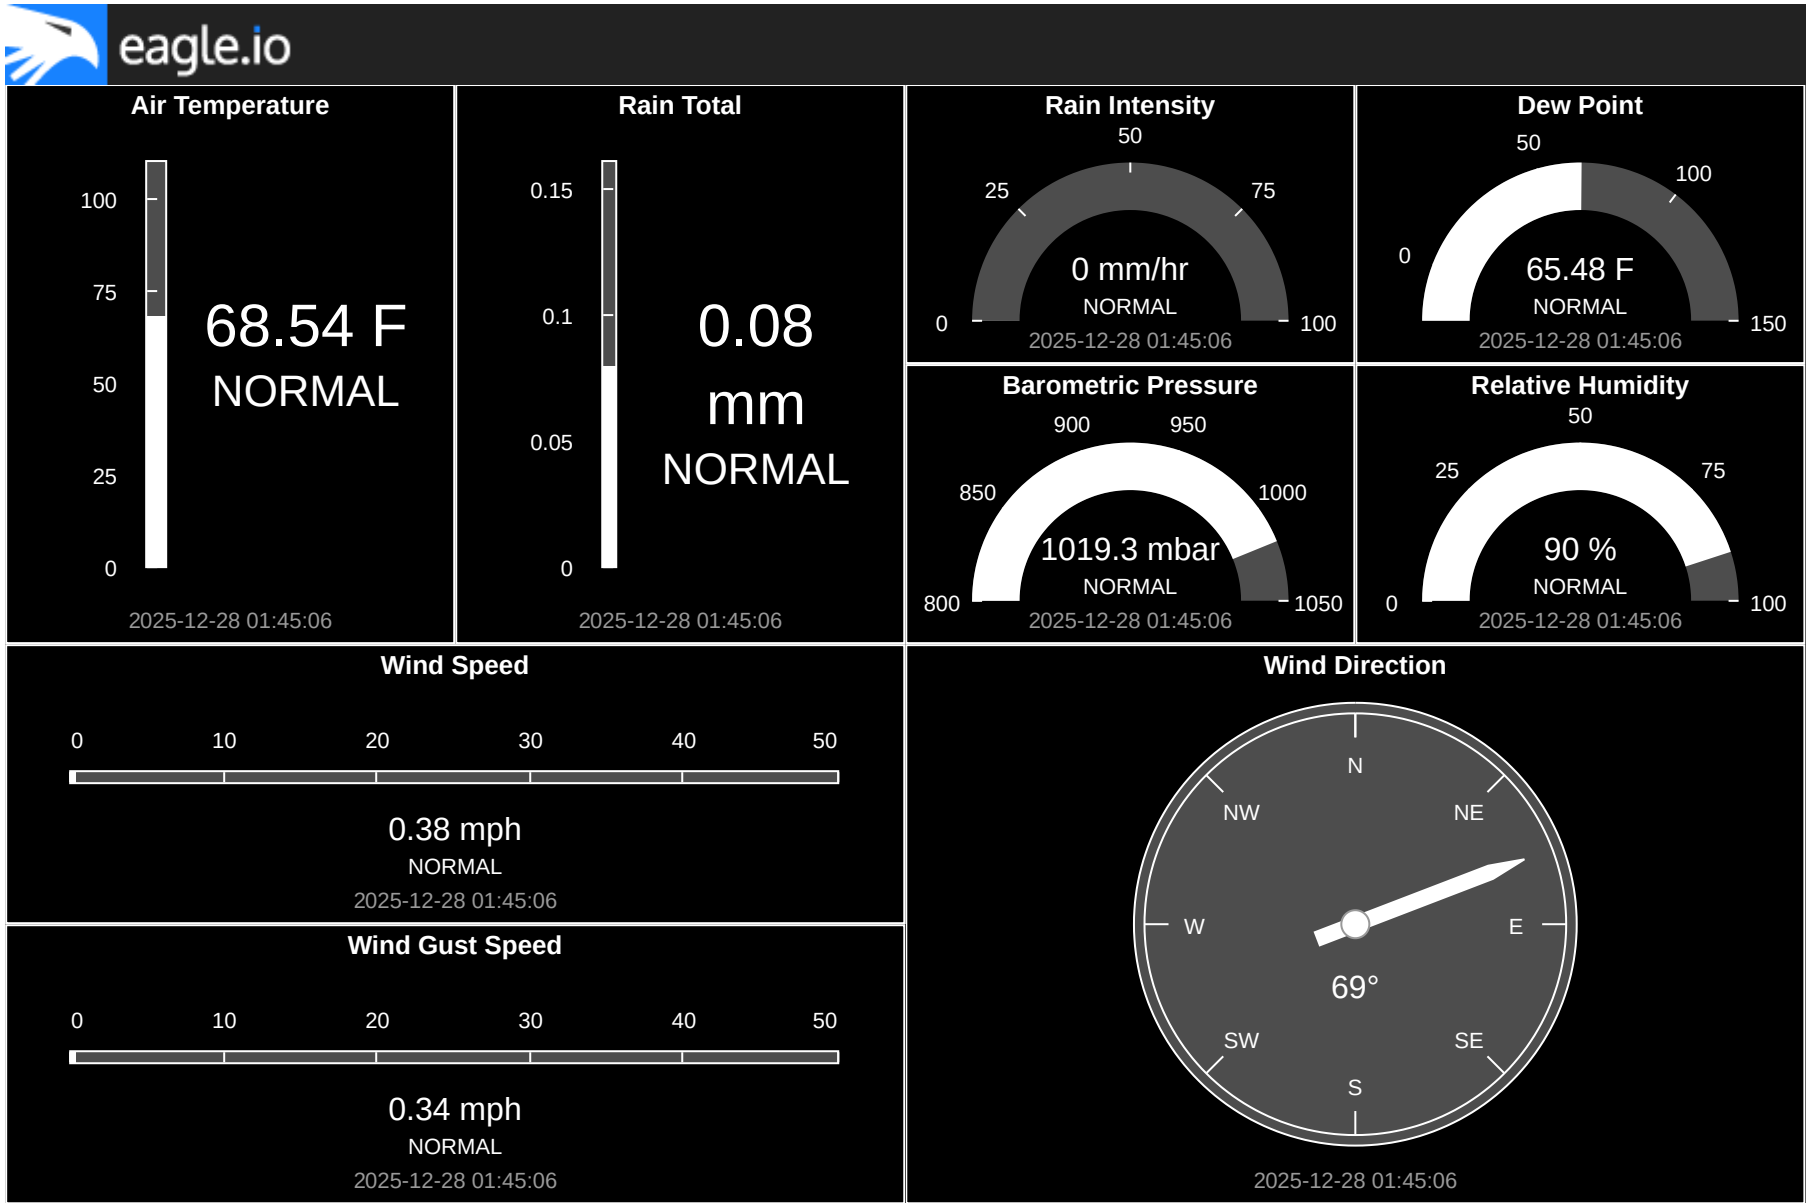 eagle.io
Air Temperature
100
75
50
25
0
68.54 F
NORMAL
2025-12-28 01:45:06
Rain Total
0.15
0.1
0.05
0
0.08
mm
NORMAL
2025-12-28 01:45:06
Rain Intensity
0
25
50
75
100
0 mm/hr
NORMAL
2025-12-28 01:45:06
Dew Point
0
50
100
150
65.48 F
NORMAL
2025-12-28 01:45:06
Barometric Pressure
800
850
900
950
1000
1050
1019.3 mbar
NORMAL
2025-12-28 01:45:06
Relative Humidity
0
25
50
75
100
90 %
NORMAL
2025-12-28 01:45:06
Wind Speed
0 10 20 30 40 50
0.38 mph
NORMAL
2025-12-28 01:45:06
Wind Gust Speed
0 10 20 30 40 50
0.34 mph
NORMAL
2025-12-28 01:45:06
Wind Direction
N
NW NE
W E
69°
SW SE
S
2025-12-28 01:45:06